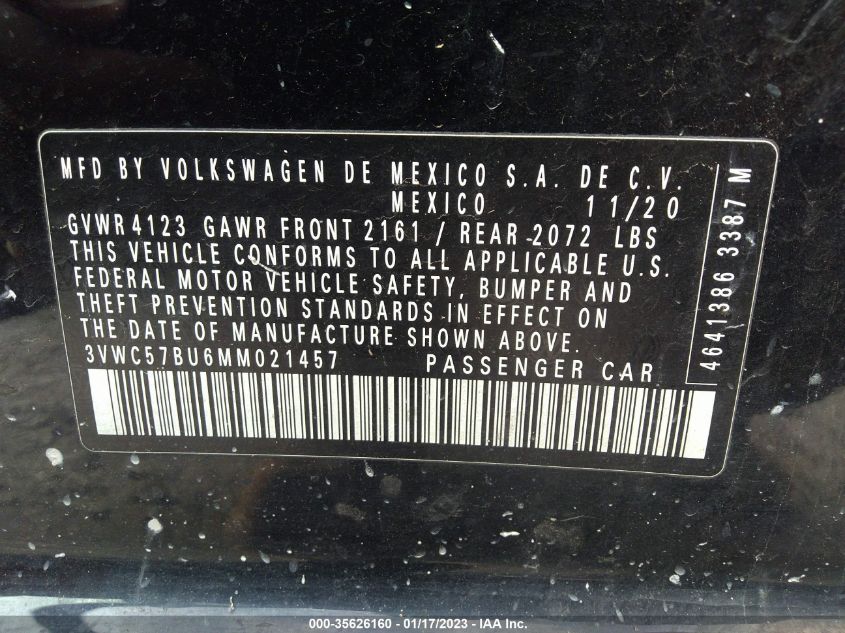 MFD BY VOLKSWAGEN DE MEXICO S.A. DE C.V.
MEXICO 11/20
GVWR 4123 GAWR FRONT 2161 / REAR-2072 LBS
THIS VEHICLE CONFORMS TO ALL APPLICABLE U.S.
FEDERAL MOTOR VEHICLE SAFETY, BUMPER AND
THEFT PREVENTION STANDARDS IN EFFECT ON
THE DATE OF MANUFACTURE SHOWN ABOVE.
3VWC57BU6MM021457 PASSENGER CAR
4641386 3387 M
000-35626160 - 01/17/2023 - © IAA Inc.